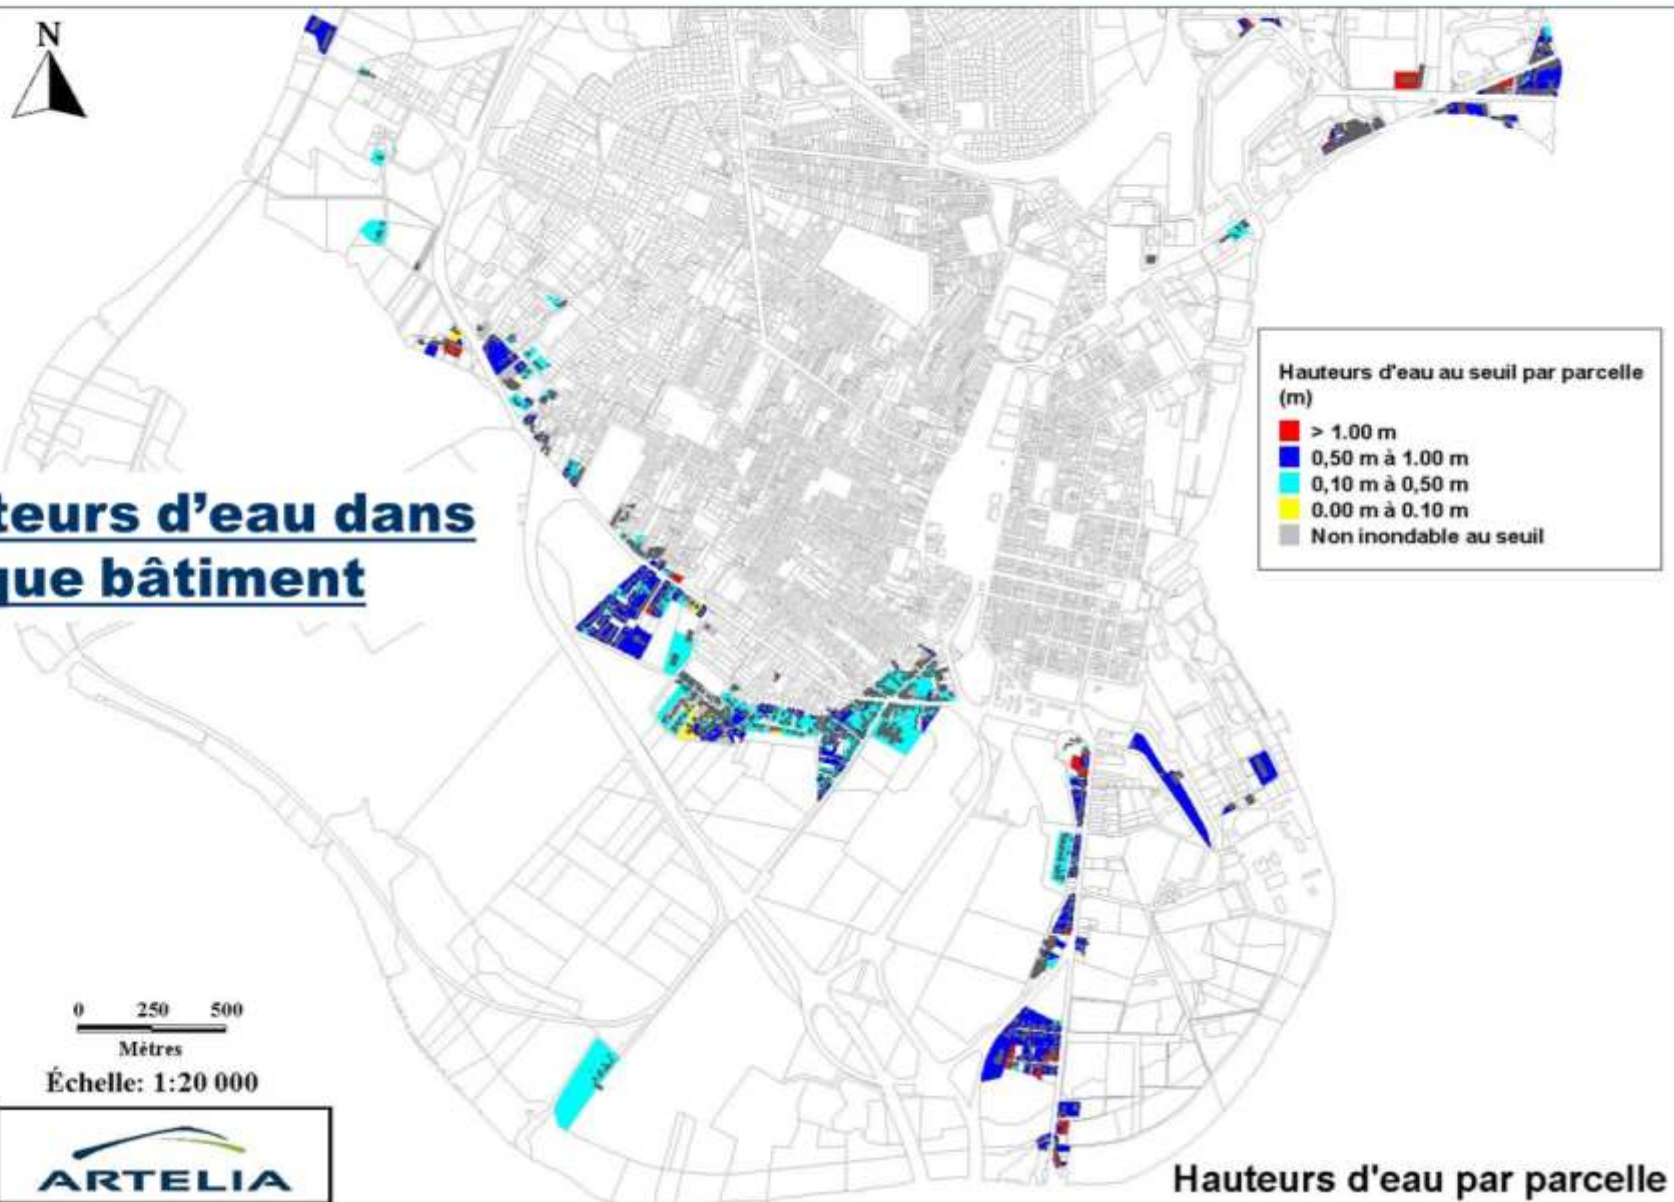 N
teurs d'eau dans
que bâtiment
Hauteurs d'eau au seuil par parcelle
(m)
> 1.00 m
0,50 m à 1.00 m
0,10 m à 0,50 m
0.00 m à 0.10 m
Non inondable au seuil
0 250 500
Mètres
Échelle: 1:20 000
ARTELIA
Hauteurs d'eau par parcelle